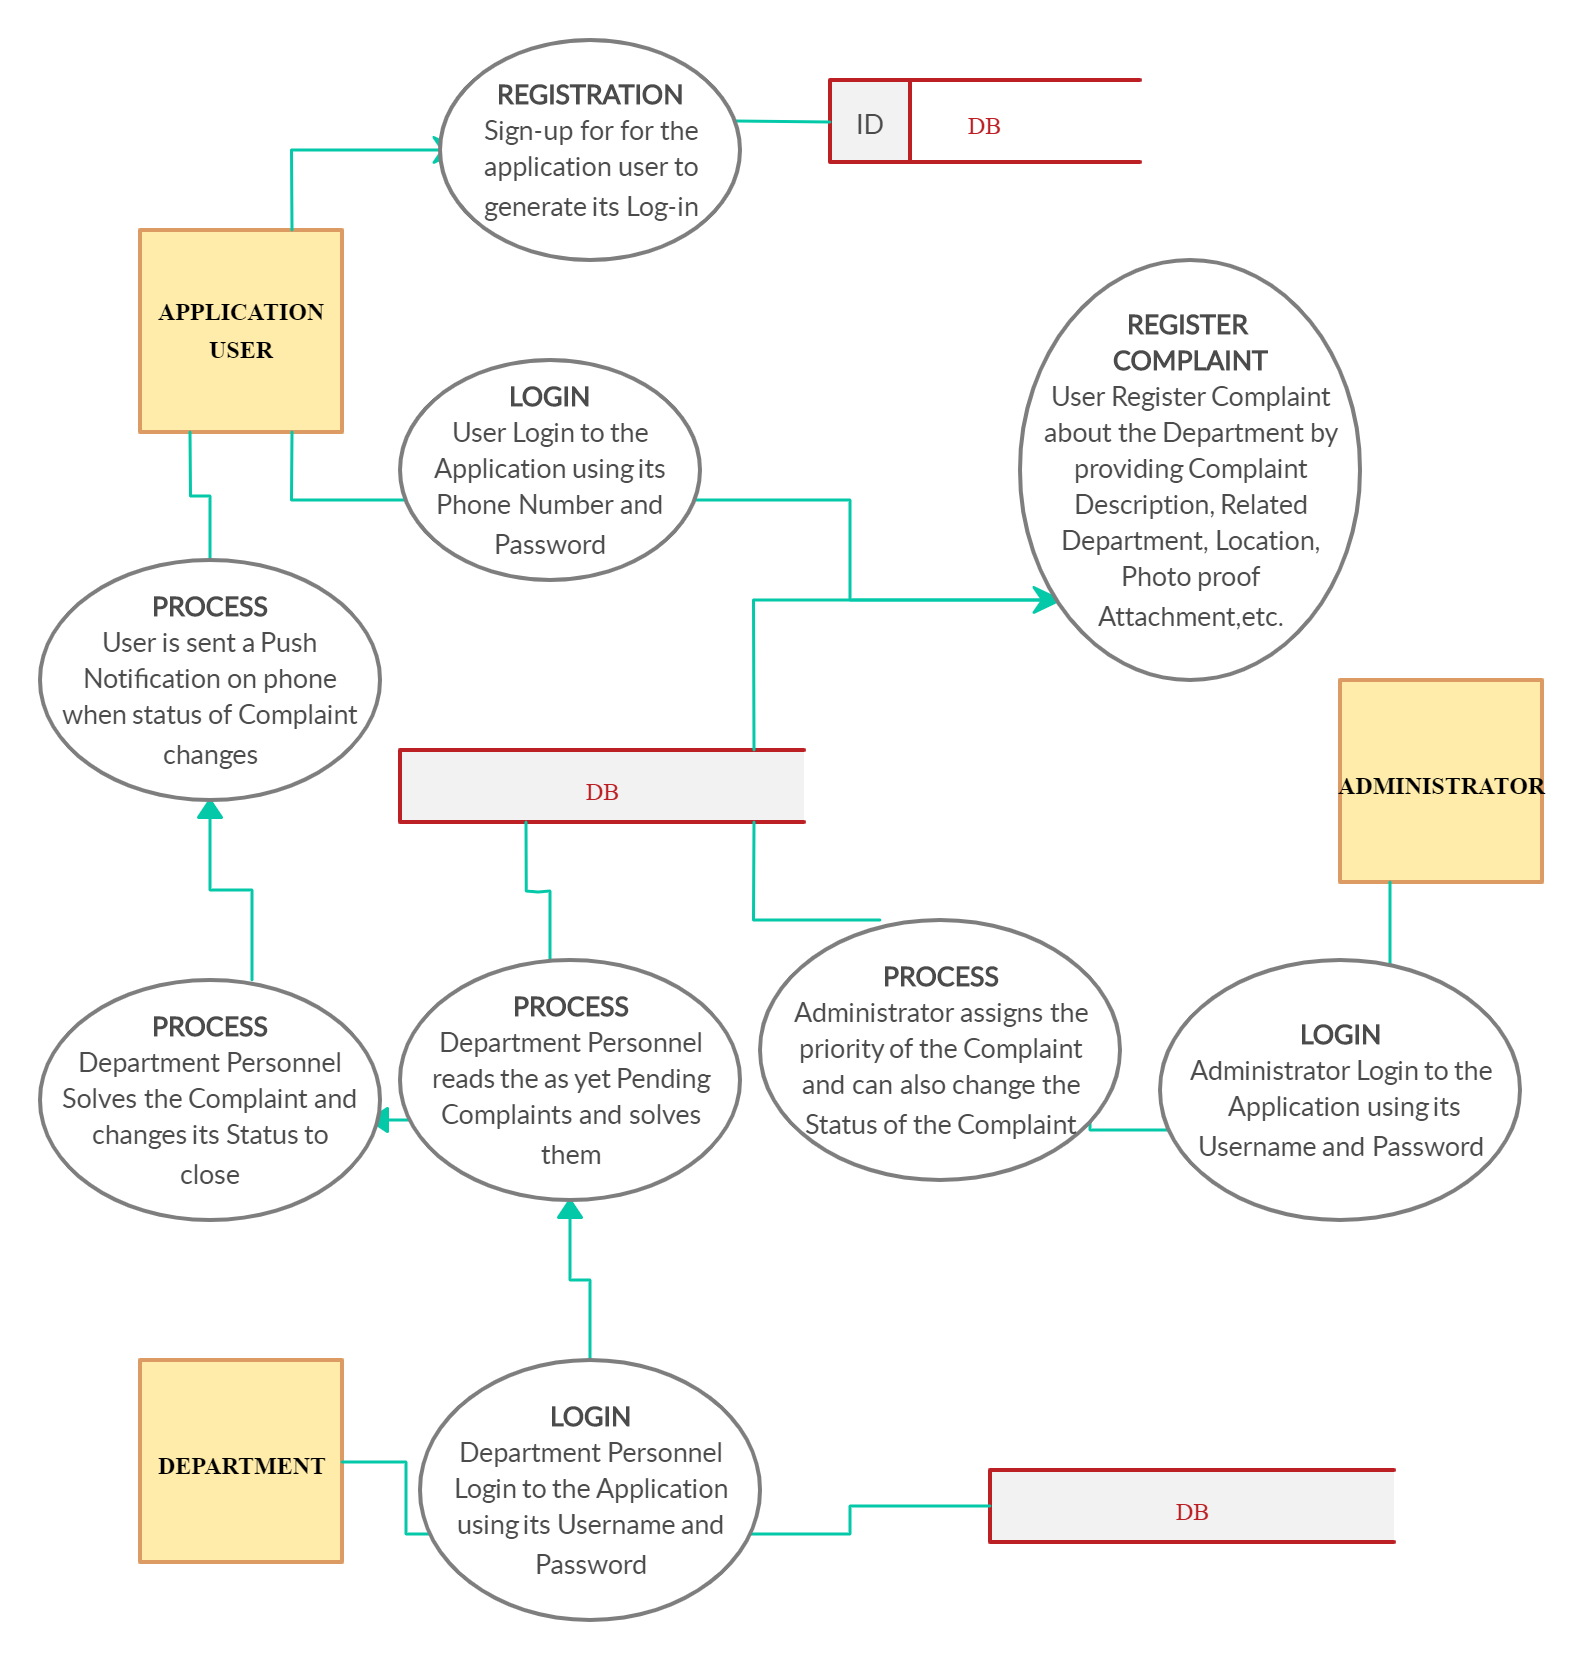 REGISTRATION
Sign-up for for the
application user to
generate its Log-in
ID
DB
APPLICATION
USER
LOGIN
User Login to the
Application using its
Phone Number and
Password
REGISTER
COMPLAINT
User Register Complaint
about the Department by
providing Complaint
Description, Related
Department, Location,
Photo proof
Attachment,etc.
PROCESS
User is sent a Push
Notification on phone
when status of Complaint
changes
DB
ADMINISTRATOR
PROCESS
Department Personnel
Solves the Complaint and
changes its Status to
close
PROCESS
Department Personnel
reads the as yet Pending
Complaints and solves
them
PROCESS
Administrator assigns the
priority of the Complaint
and can also change the
Status of the Complaint
LOGIN
Administrator Login to the
Application using its
Username and Password
DEPARTMENT
LOGIN
Department Personnel
Login to the Application
using its Username and
Password
DB